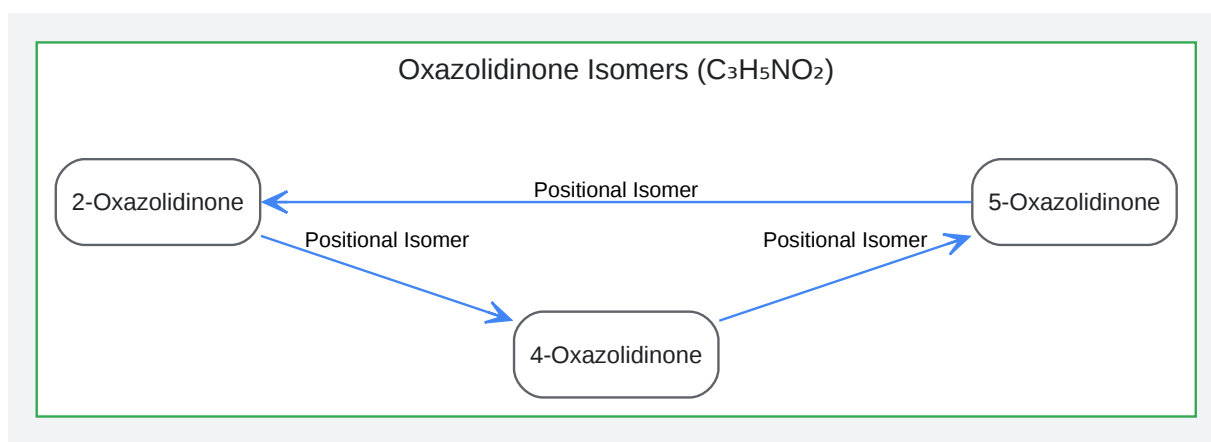 Oxazolidinone Isomers (C₃H₅NO₂)
Positional Isomer
2-Oxazolidinone
5-Oxazolidinone
Positional Isomer
Positional Isomer
4-Oxazolidinone